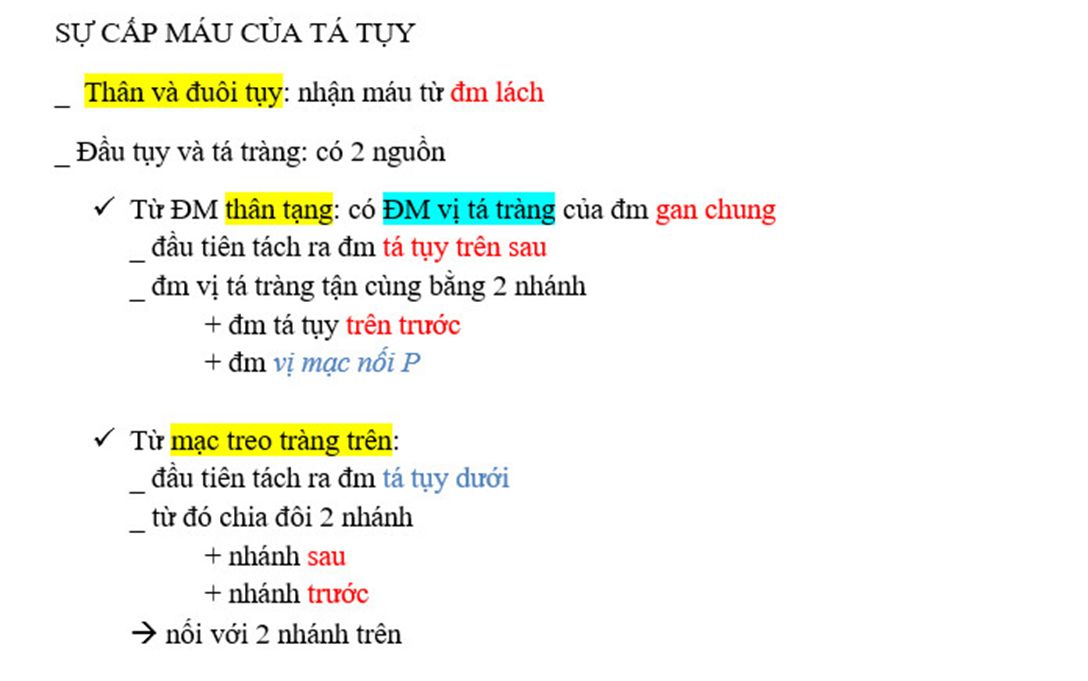 SỰ CẤP MÁU CỦA TÁ TỤY
_ Thân và đuôi tụy: nhận máu từ đm lách
_ Đầu tụy và tá tràng: có 2 nguồn
✓ Từ ĐM thân tạng: có ĐM vị tá tràng của đm gan chung
_ đầu tiên tách ra đm tá tụy trên sau
_ đm vị tá tràng tận cùng bằng 2 nhánh
+ đm tá tụy trên trước
+ đm vị mạc nối P
✓ Từ mạc treo tràng trên:
_ đầu tiên tách ra đm tá tụy dưới
_ từ đó chia đôi 2 nhánh
+ nhánh sau
+ nhánh trước
→ nối với 2 nhánh trên